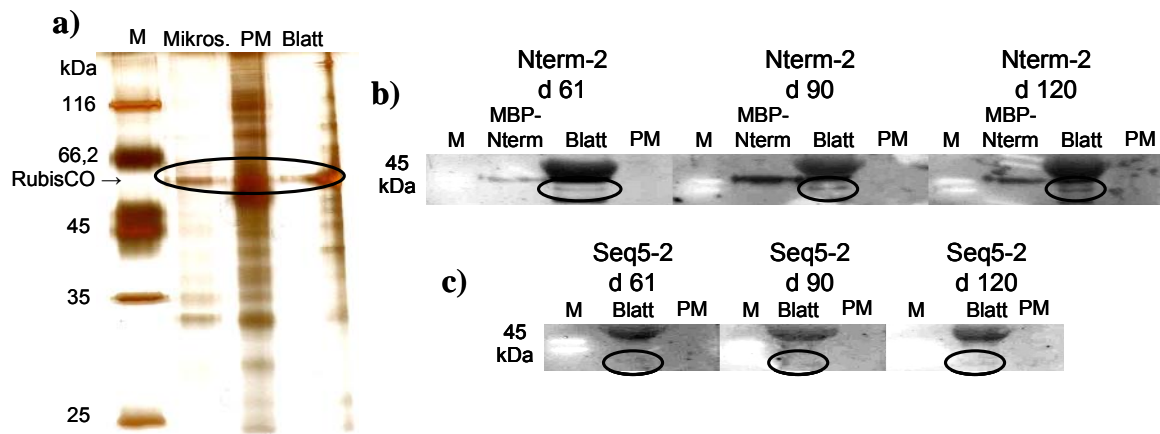 a)
M Mikros. PM Blatt
kDa
116
66,2
RubisCO →
45
35
25
b)
Nterm-2 Nterm-2 Nterm-2
d 61 d 90 d 120
M MBP-Nterm Blatt PM M MBP-Nterm Blatt PM M MBP-Nterm Blatt PM
45
kDa
c)
Seq5-2 Seq5-2 Seq5-2
d 61 d 90 d 120
M Blatt PM M Blatt PM M Blatt PM
45
kDa